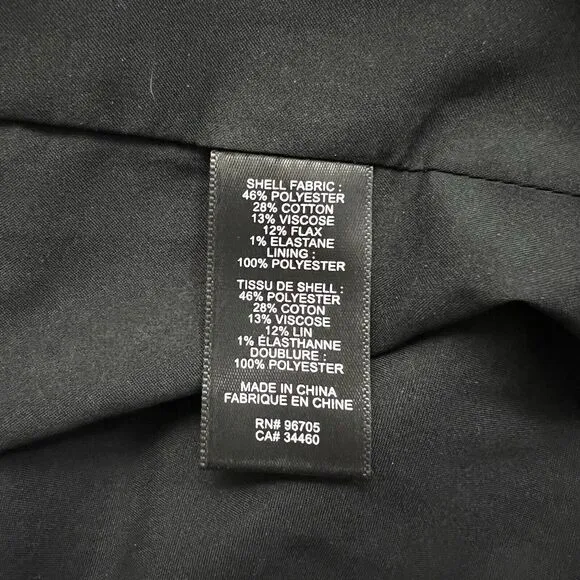 SHELL FABRIC :
46% POLYESTER
28% COTTON
13% VISCOSE
12% FLAX
1% ELASTANE
LINING :
100% POLYESTER
TISSU DE SHELL :
46% POLYESTER
28% COTTON
13% VISCOSE
12% LIN
1% ÉLASTHANNE
DOUBLURE :
100% POLYESTER
MADE IN CHINA
FABRIQUE EN CHINE
RN# 96705
CA# 34460